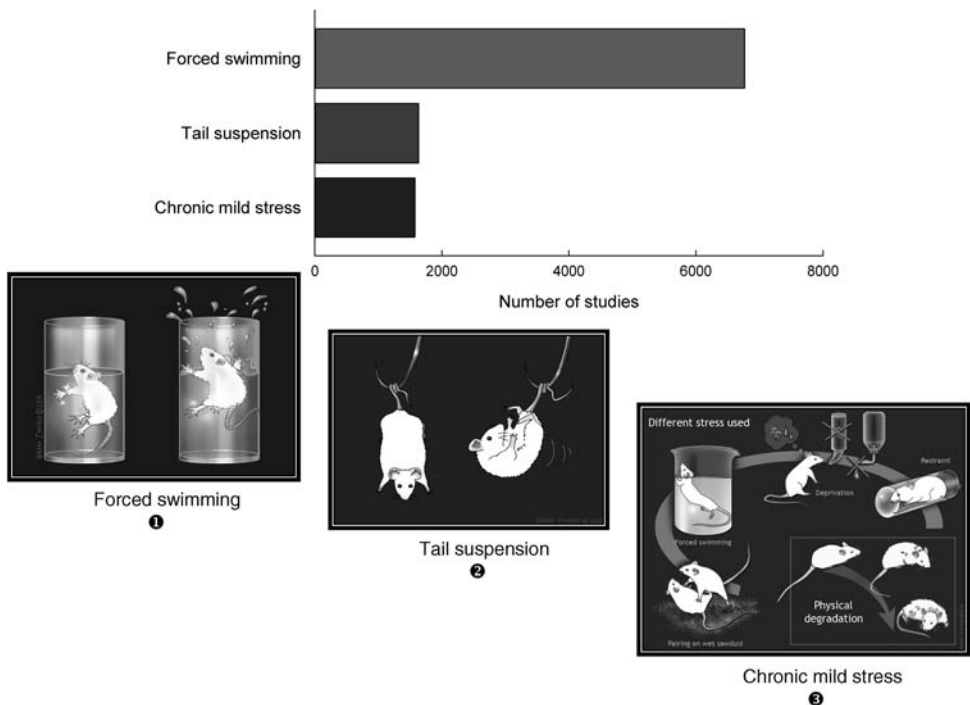 Forced swimming
Tail suspension
Chronic mild stress
0 2000 4000 6000 8000
Number of studies
Forced swimming
❶
Tail suspension
❷
Different stress used
Deprivation
Restraint
Forced swimming
Pairing on wet sawdust
Physical
degradation
Chronic mild stress
❸